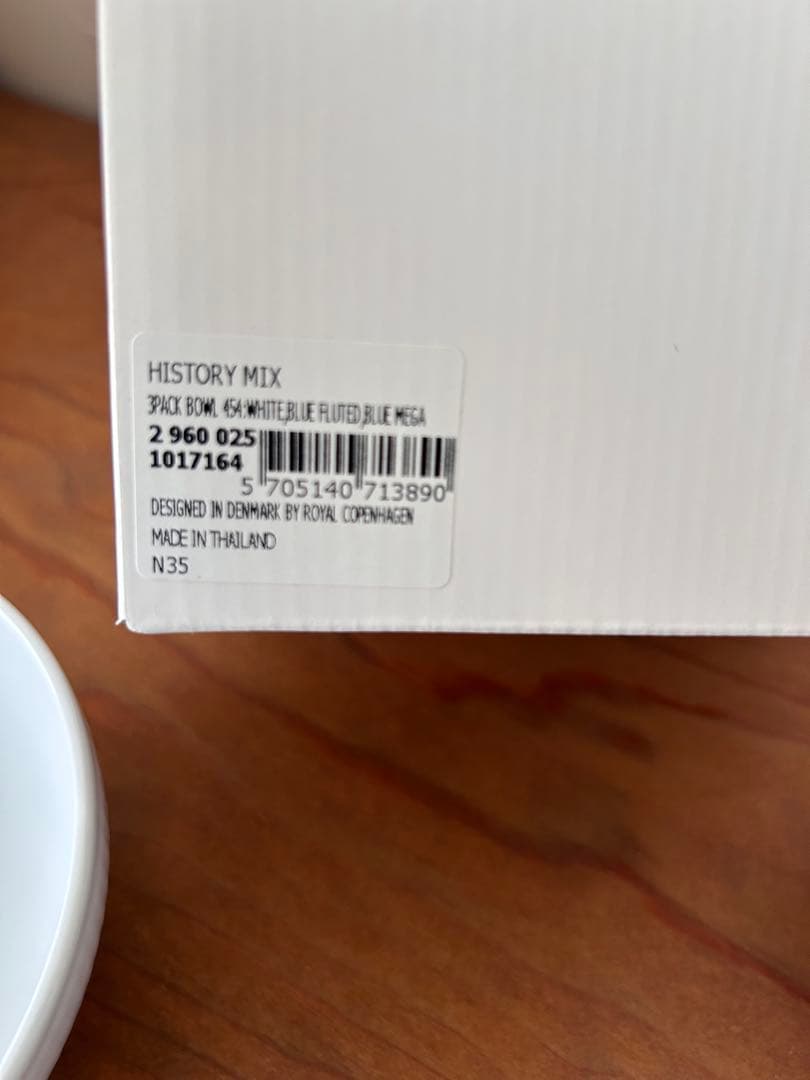 HISTORY MIX
3PACK BOWL 454:WHITE,BLUE FLUTED,BLUE MEGA
2 960 025
1017164
5 705140 713890
DESIGNED IN DENMARK BY ROYAL COPENHAGEN
MADE IN THAILAND
N35